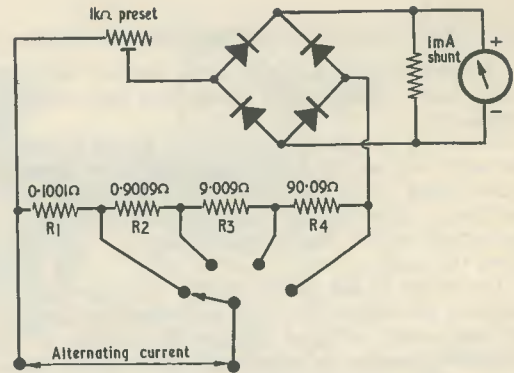 1kΩ preset
1mA
shunt
+
-
0·1001Ω
0·9009Ω
9·009Ω
90·09Ω
R1
R2
R3
R4
Alternating current